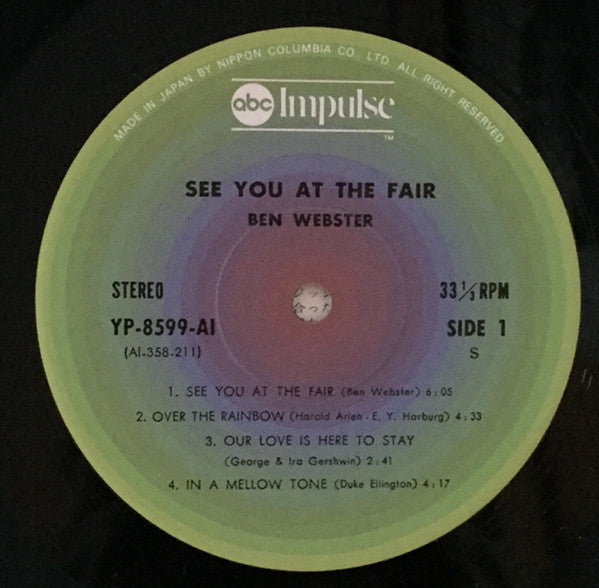 MADE IN JAPAN BY NIPPON COLUMBIA CO., LTD. ALL RIGHT RESERVED
abc Impulse
TM
SEE YOU AT THE FAIR
BEN WEBSTER
STEREO
33 1/3 RPM
YP-8599-AI
SIDE 1
(AI-358-211)
S
1. SEE YOU AT THE FAIR (Ben Webster) 6:05
2. OVER THE RAINBOW (Harold Arlen - E. Y. Harburg) 4:33
3. OUR LOVE IS HERE TO STAY
(George & Ira Gershwin) 2:41
4. IN A MELLOW TONE (Duke Ellington) 4:17